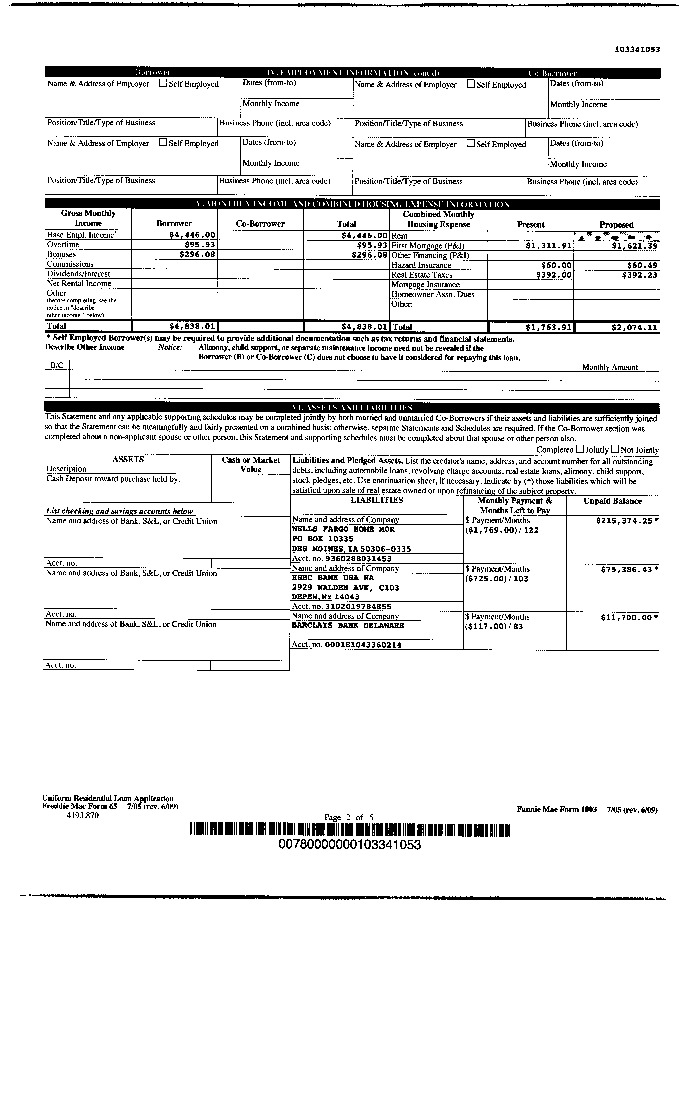 103341053
Borrower IV. EMPLOYMENT INFORMATION (cont'd) Co-Borrower
Name & Address of Employer ☐ Self Employed Dates (from-to) Name & Address of Employer ☐ Self Employed Dates (from-to)
Monthly Income Monthly Income
Position/Title/Type of Business Business Phone (incl. area code) Position/Title/Type of Business Business Phone (incl. area code)
Name & Address of Employer ☐ Self Employed Dates (from-to) Name & Address of Employer ☐ Self Employed Dates (from-to)
Monthly Income Monthly Income
Position/Title/Type of Business Business Phone (incl. area code) Position/Title/Type of Business Business Phone (incl. area code)
V. MONTHLY INCOME AND COMBINED HOUSING EXPENSE INFORMATION
Gross Monthly Income Borrower Co-Borrower Total Combined Monthly Housing Expense Present Proposed
Base Empl. Income* $4,446.00 $4,446.00 Rent
Overtime $95.93 $95.93 First Mortgage (P&I) $1,311.91 $1,621.39
Bonuses $296.08 $296.08 Other Financing (P&I)
Commissions Hazard Insurance $60.00 $60.49
Dividends/Interest Real Estate Taxes $392.00 $392.23
Net Rental Income Mortgage Insurance
Other Homeowner Assn. Dues
(before completing, see the Other:
notice in "describe
other income," below)
Total $4,838.01 $4,838.01 Total $1,763.91 $2,074.11
* Self Employed Borrower(s) may be required to provide additional documentation such as tax returns and financial statements.
Describe Other Income Notice: Alimony, child support, or separate maintenance income need not be revealed if the
Borrower (B) or Co-Borrower (C) does not choose to have it considered for repaying this loan.
B/C Monthly Amount
VI. ASSETS AND LIABILITIES
This Statement and any applicable supporting schedules may be completed jointly by both married and unmarried Co-Borrowers if their assets and liabilities are sufficiently joined
so that the Statement can be meaningfully and fairly presented on a combined basis; otherwise, separate Statements and Schedules are required. If the Co-Borrower section was
completed about a non-applicant spouse or other person, this Statement and supporting schedules must be completed about that spouse or other person also.
Completed ☐ Jointly ☐ Not Jointly
ASSETS Cash or Market Value Liabilities and Pledged Assets. List the creditor's name, address, and account number for all outstanding
Description debts, including automobile loans, revolving charge accounts, real estate loans, alimony, child support,
Cash Deposit toward purchase held by: stock pledges, etc. Use continuation sheet, if necessary. Indicate by (*) those liabilities which will be
satisfied upon sale of real estate owned or upon refinancing of the subject property.
LIABILITIES Monthly Payment & Months Left to Pay Unpaid Balance
List checking and savings accounts below
Name and address of Bank, S&L, or Credit Union Name and address of Company $ Payment/Months $215,374.25*
WELLS FARGO HOME MOR ($1,769.00)/122
PO BOX 10335
DES MOINES, IA 50306-0335
Acct. no. Acct. no. 9360288031453
Name and address of Bank, S&L, or Credit Union Name and address of Company $ Payment/Months $75,386.43*
HSBC BANK USA NA ($725.00)/103
2929 WALDEN AVE, C103
DEPEW, NY 14043
Acct. no. 3102019784855
Acct. no. Name and address of Company $ Payment/Months $11,700.00*
Name and address of Bank, S&L, or Credit Union BARCLAYS BANK DELAWARE ($117.00)/83
Acct. no. 000183043360214
Acct. no.
Uniform Residential Loan Application
Freddie Mac Form 65 7/05 (rev. 6/09) Fannie Mae Form 1003 7/05 (rev. 6/09)
Page 2 of 5
00780000000103341053